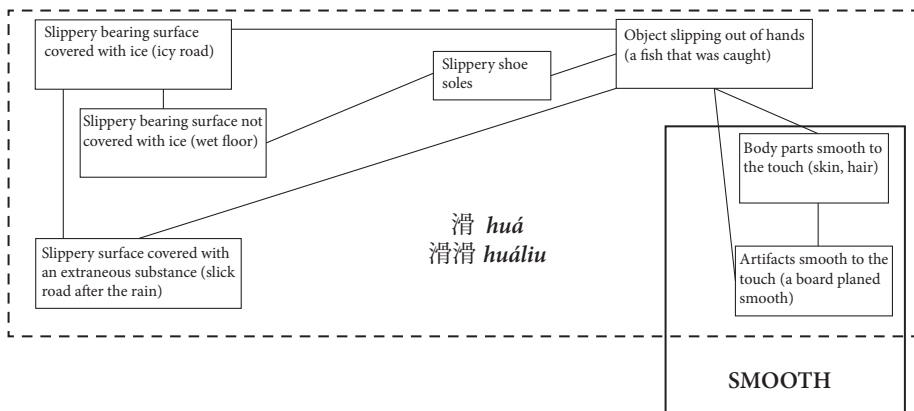 Slippery bearing surface
covered with ice (icy road)
Object slipping out of hands
(a fish that was caught)
Slippery shoe
soles
Slippery bearing surface not
covered with ice (wet floor)
Body parts smooth to
the touch (skin, hair)
滑 huá
滑滑 huáliu
Slippery surface covered with
an extraneous substance (slick
road after the rain)
Artifacts smooth to the
touch (a board planed
smooth)
SMOOTH